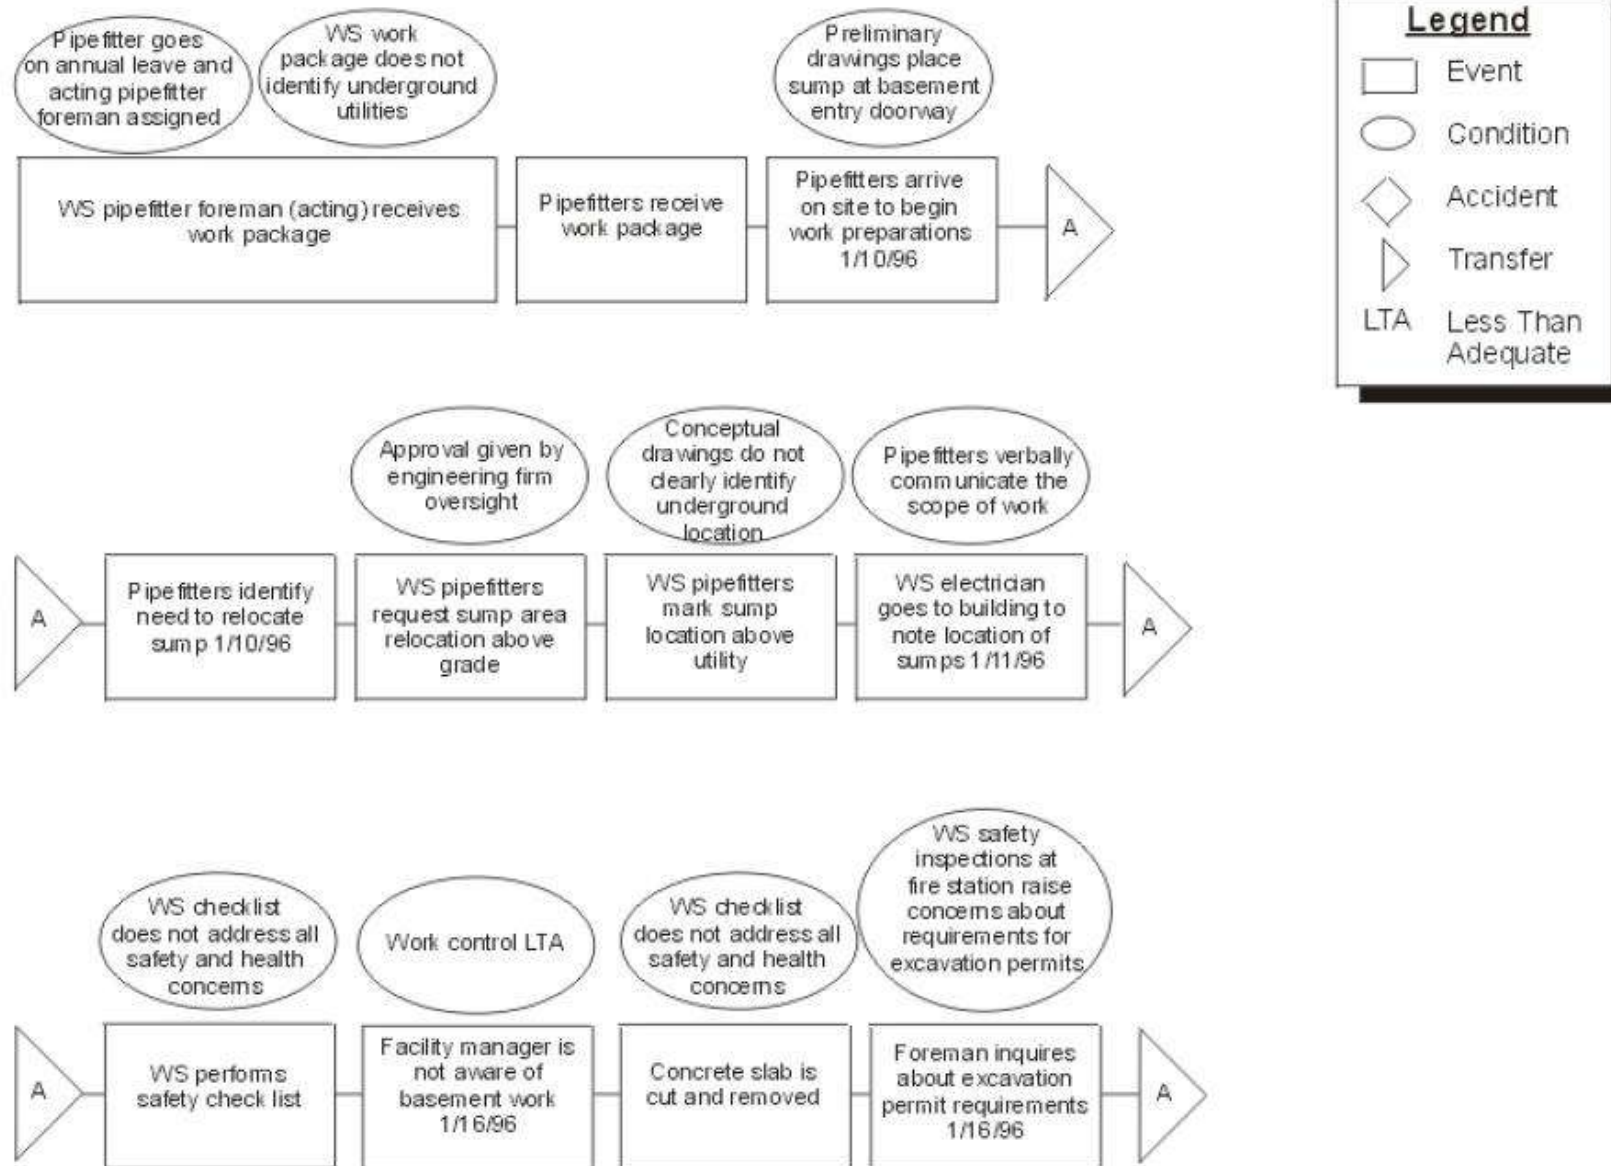 Pipefitter goes
on annual leave and
acting pipefitter
foreman assigned
WS work
package does not
identify underground
utilities
Preliminary
drawings place
sump at basement
entry doorway
WS pipefitter foreman (acting) receives
work package
Pipefitters receive
work package
Pipefitters arrive
on site to begin
work preparations
1/10/96
A
Legend
Event
Condition
Accident
Transfer
LTA Less Than
Adequate
Approval given by
engineering firm
oversight
Conceptual
drawings do not
clearly identify
underground
location
Pipefitters verbally
communicate the
scope of work
A
Pipefitters identify
need to relocate
sump 1/10/96
WS pipefitters
request sump area
relocation above
grade
WS pipefitters
mark sump
location above
utility
WS electrician
goes to building to
note location of
sumps 1/11/96
A
WS checklist
does not address all
safety and health
concerns
Work control LTA
WS checklist
does not address all
safety and health
concerns
WS safety
inspections at
fire station raise
concerns about
requirements for
excavation permits
A
WS performs
safety check list
Facility manager is
not aware of
basement work
1/16/96
Concrete slab is
cut and removed
Foreman inquires
about excavation
permit requirements
1/16/96
A